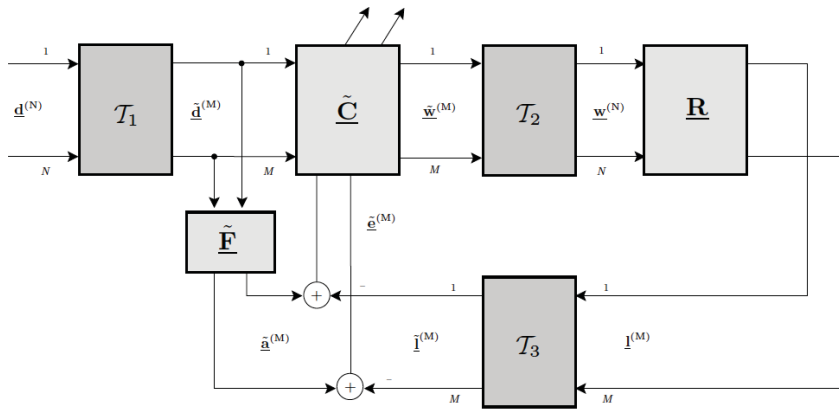 1 1 1 1
d^(N) T₁ d̃^(M) C̃ w̃^(M) T₂ w^(N) R
N M M N
ẽ^(M)
F̃
+ − 1 1
ã^(M) l̃^(M) T₃ l^(M)
+ − M M